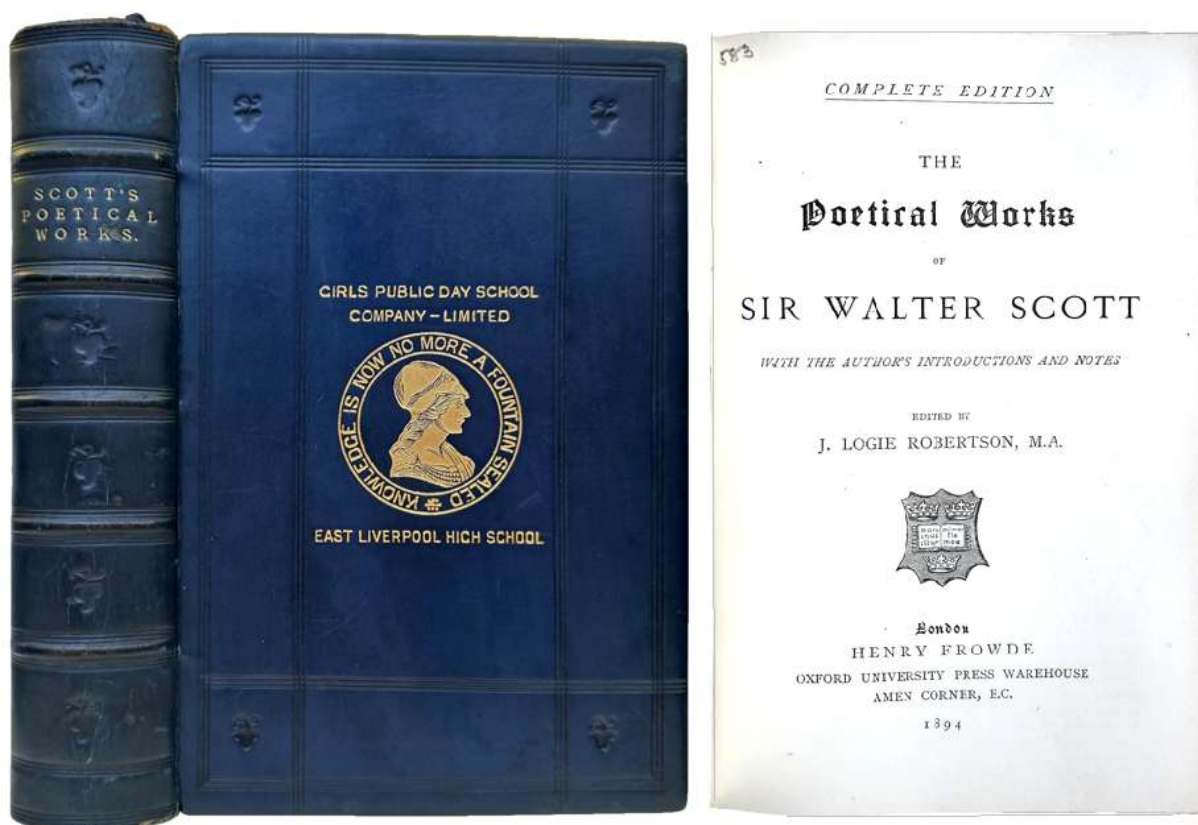 SCOTT'S
POETICAL
WORKS.
GIRLS PUBLIC DAY SCHOOL
COMPANY – LIMITED
KNOWLEDGE IS NOW NO MORE A FOUNTAIN SEALED
EAST LIVERPOOL HIGH SCHOOL
583
COMPLETE EDITION
THE
Poetical Works
OF
SIR WALTER SCOTT
WITH THE AUTHOR'S INTRODUCTIONS AND NOTES
EDITED BY
J. LOGIE ROBERTSON, M.A.
London
HENRY FROWDE
OXFORD UNIVERSITY PRESS WAREHOUSE
AMEN CORNER, E.C.
1894